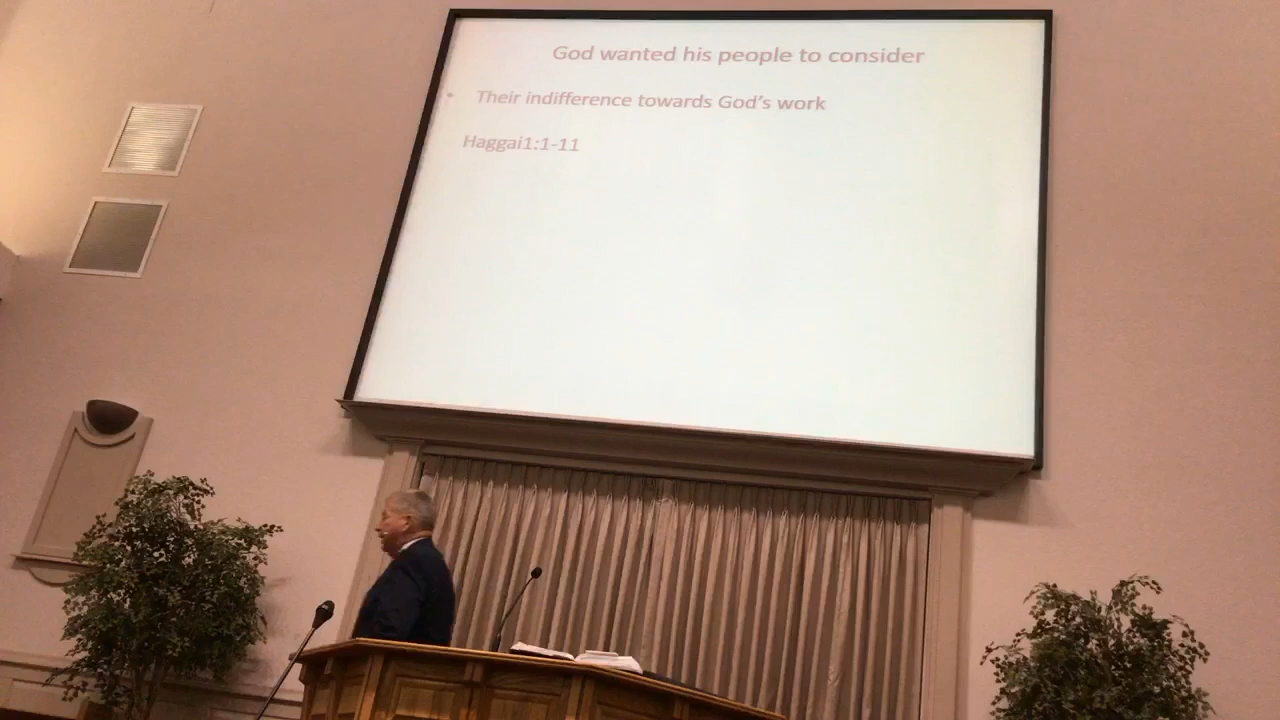 God wanted his people to consider
• Their indifference towards God's work
Haggai1:1-11